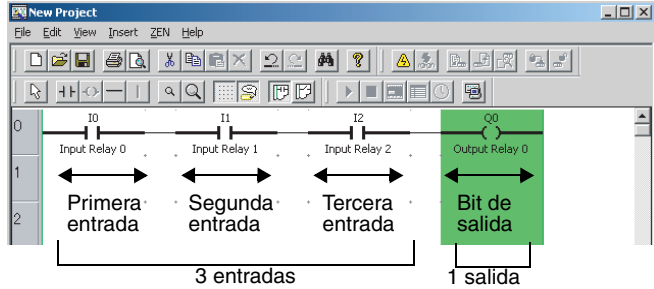 New Project
File Edit View Insert ZEN Help
0
I0 I1 I2 Q0
Input Relay 0 Input Relay 1 Input Relay 2 Output Relay 0
1
Primera entrada
Segunda entrada
Tercera entrada
Bit de salida
2
3 entradas
1 salida